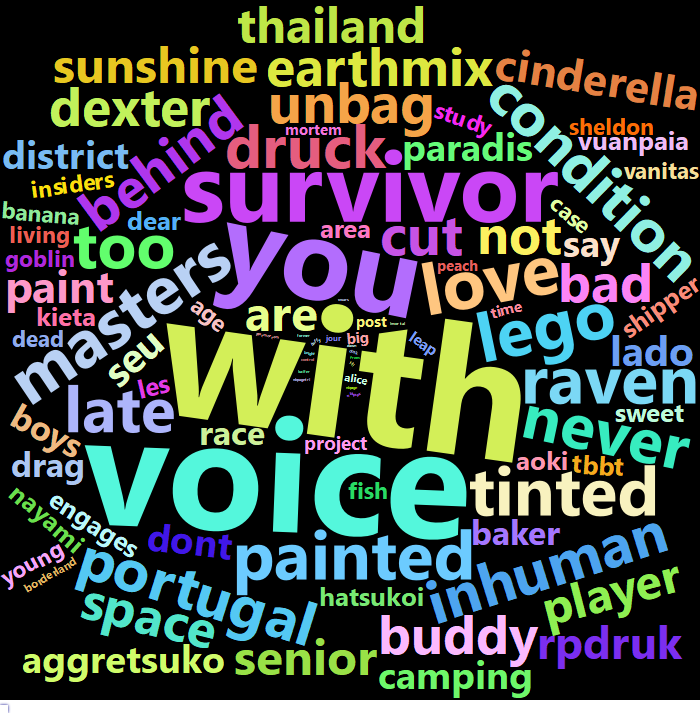 thailand
sunshine
earthmix
cinderella
dexter
unbag
condition
behind
druck
mortem
study
sheldon
paradis
vuanpaia
district
insiders
survivor
vanitas
banana
dear
case
living
too
you
area
cut
not
say
goblin
love
peach
bad
paint
masters
kieta
age
are
post
time
shipper
dead
seu
with
jour
big
leap
lego
lado
les
alice
raven
late
boys
race
project
never
sweet
drag
voice
fish
aoki
tbbt
nayami
engages
tinted
dont
baker
young
borderland
painted
portugal
inhuman
space
hatsukoi
player
buddy
rpdruk
aggretsuko
senior
camping